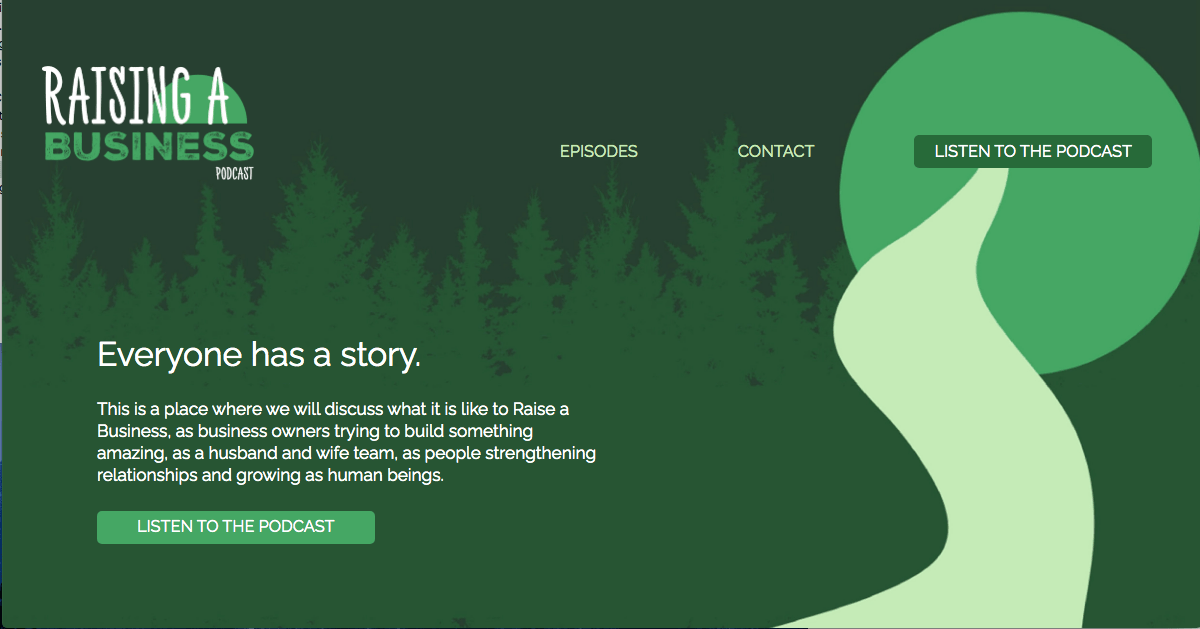 RAISING A
BUSINESS
PODCAST
EPISODES
CONTACT
LISTEN TO THE PODCAST
Everyone has a story.
This is a place where we will discuss what it is like to Raise a
Business, as business owners trying to build something
amazing, as a husband and wife team, as people strengthening
relationships and growing as human beings.
LISTEN TO THE PODCAST